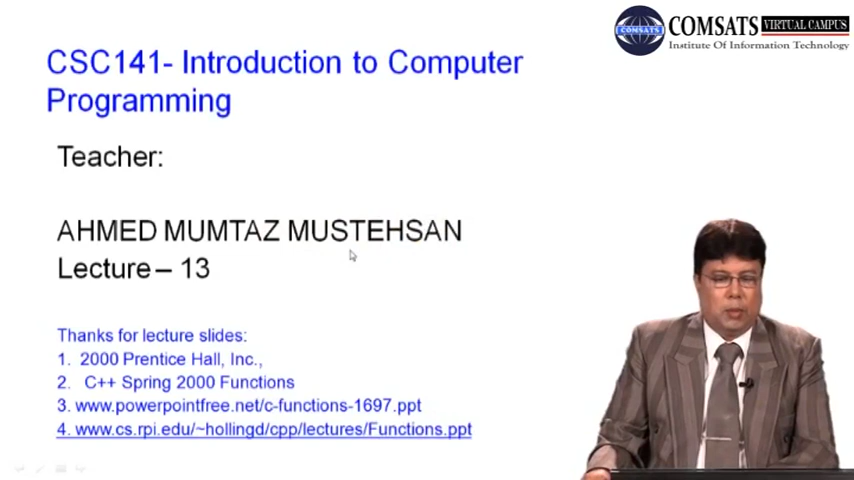 COMSATS VIRTUAL CAMPUS
Institute Of Information Technology
COMSATS
CSC141- Introduction to Computer
Programming
Teacher:
AHMED MUMTAZ MUSTEHSAN
Lecture – 13
Thanks for lecture slides:
1. 2000 Prentice Hall, Inc.,
2. C++ Spring 2000 Functions
3. www.powerpointfree.net/c-functions-1697.ppt
4. www.cs.rpi.edu/~hollingd/cpp/lectures/Functions.ppt